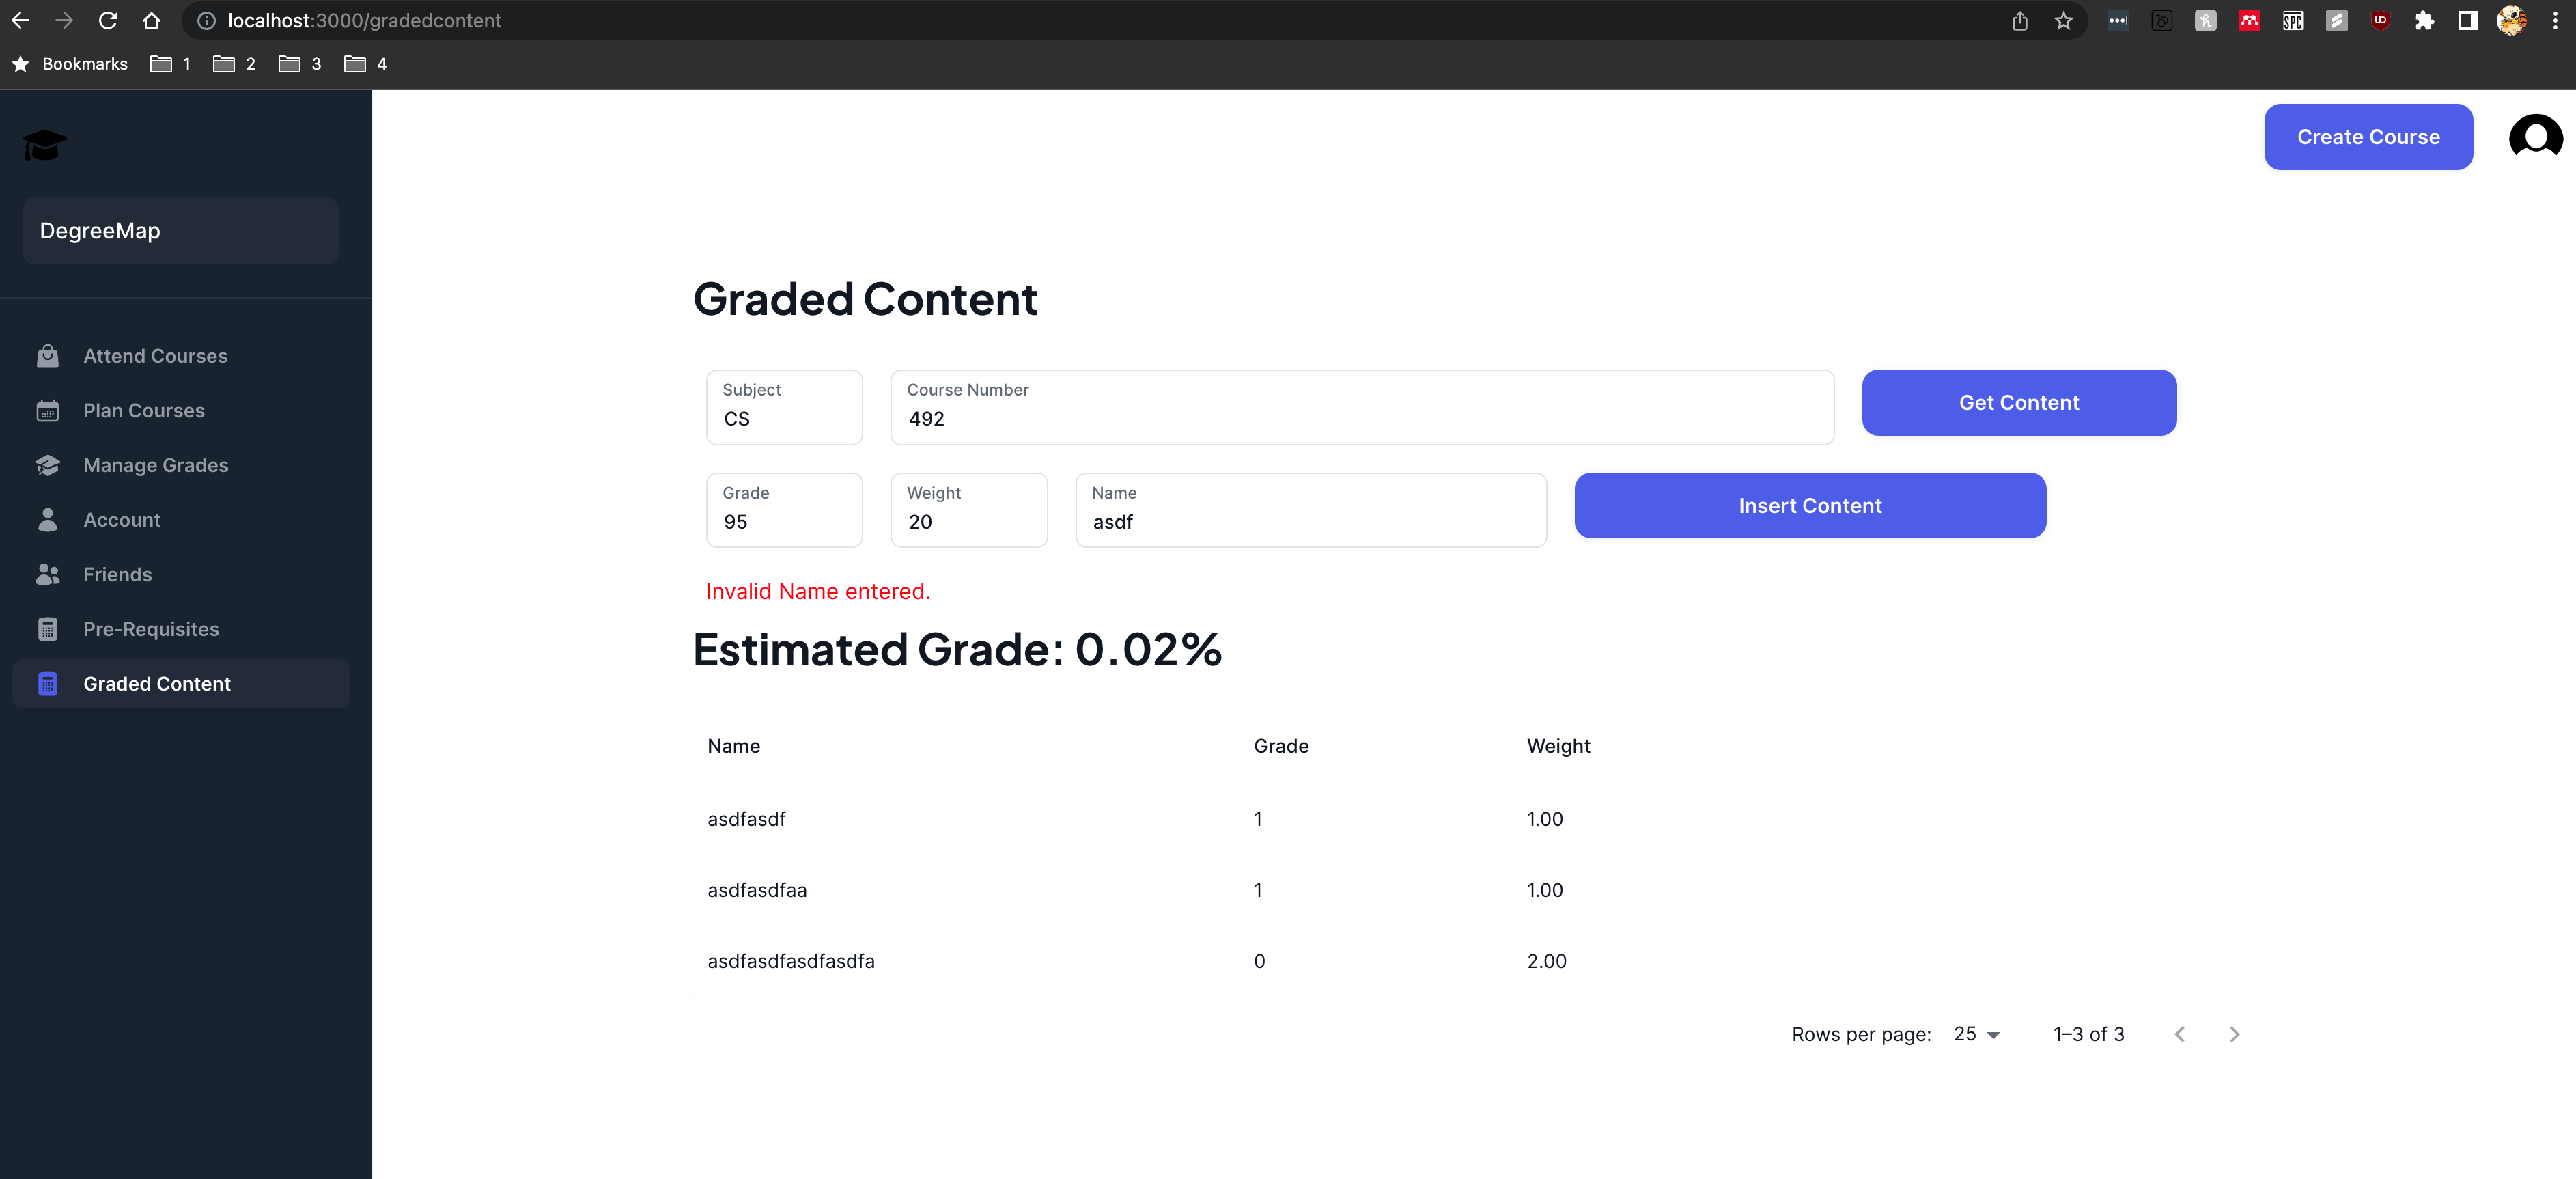 localhost:3000/gradedcontent
Bookmarks 1 2 3 4
Create Course
DegreeMap
Attend Courses
Plan Courses
Manage Grades
Account
Friends
Pre-Requisites
Graded Content
Graded Content
Subject
CS
Course Number
492
Get Content
Grade
95
Weight
20
Name
asdf
Insert Content
Invalid Name entered.
Estimated Grade: 0.02%
Name Grade Weight
asdfasdf 1 1.00
asdfasdfaa 1 1.00
asdfasdfasdfasdfa 0 2.00
Rows per page: 25 1–3 of 3